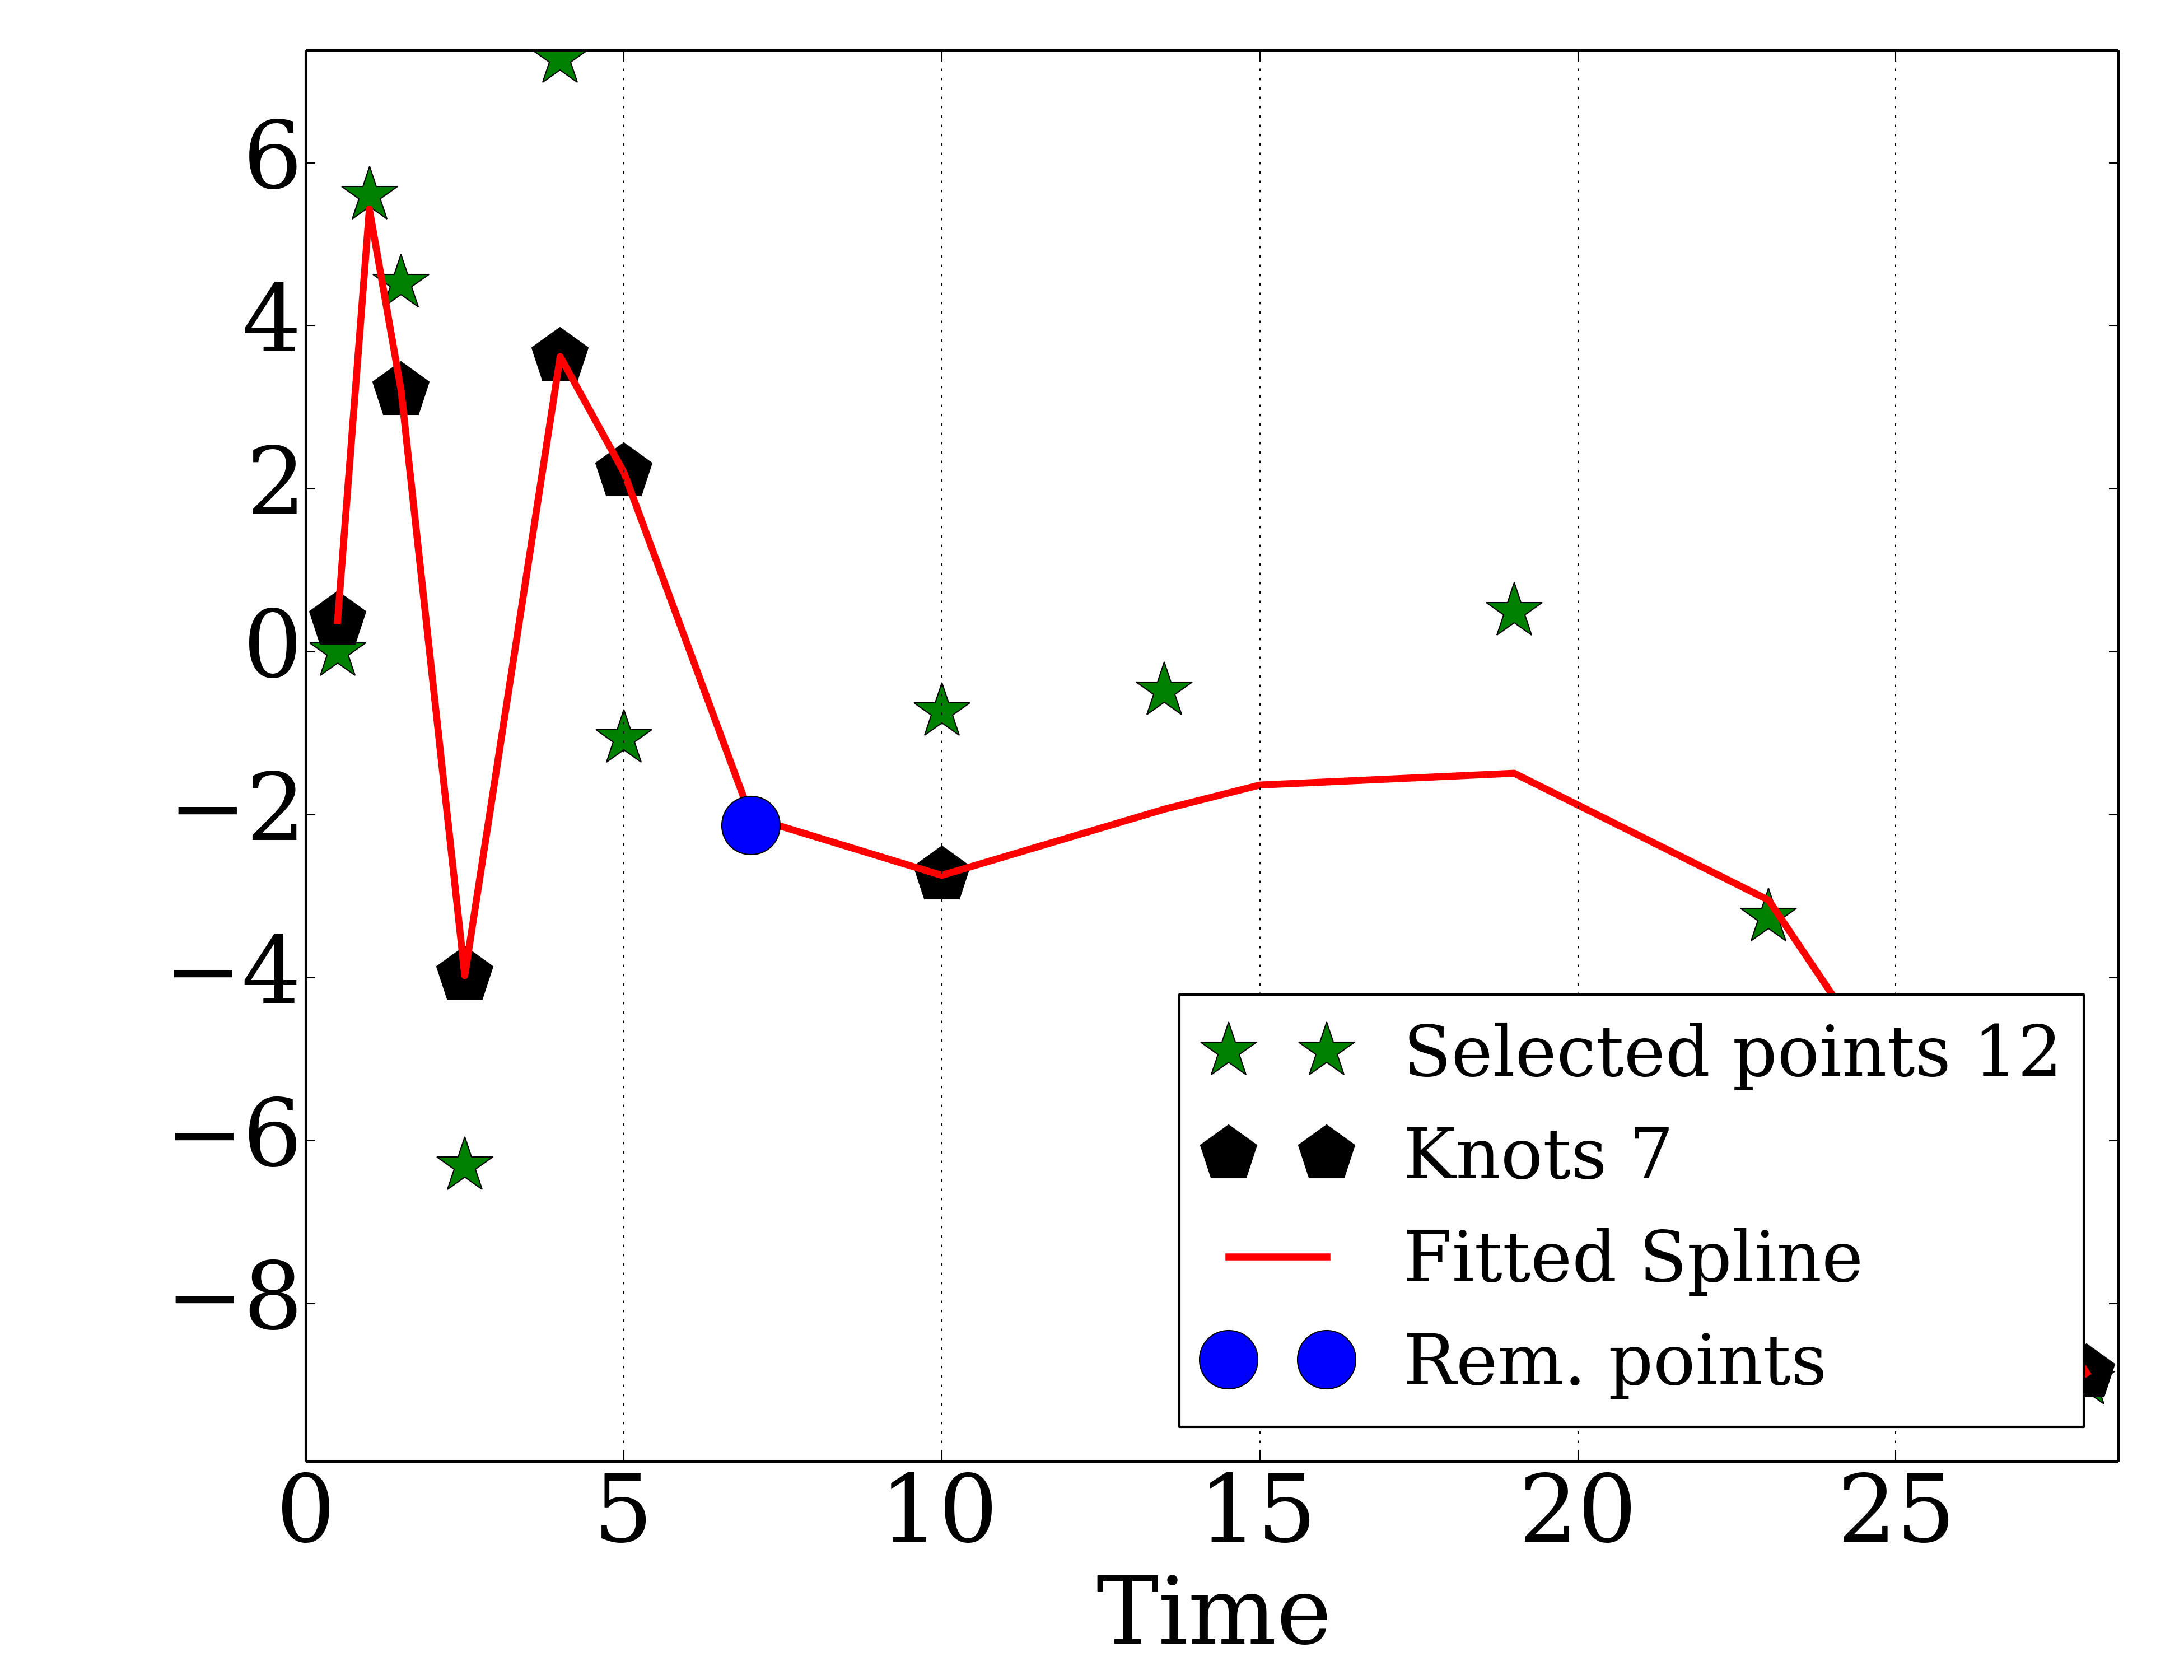 6
4
2
0
−2
−4
−6
−8
0 5 10 15 20 25
Time
Selected points 12
Knots 7
Fitted Spline
Rem. points